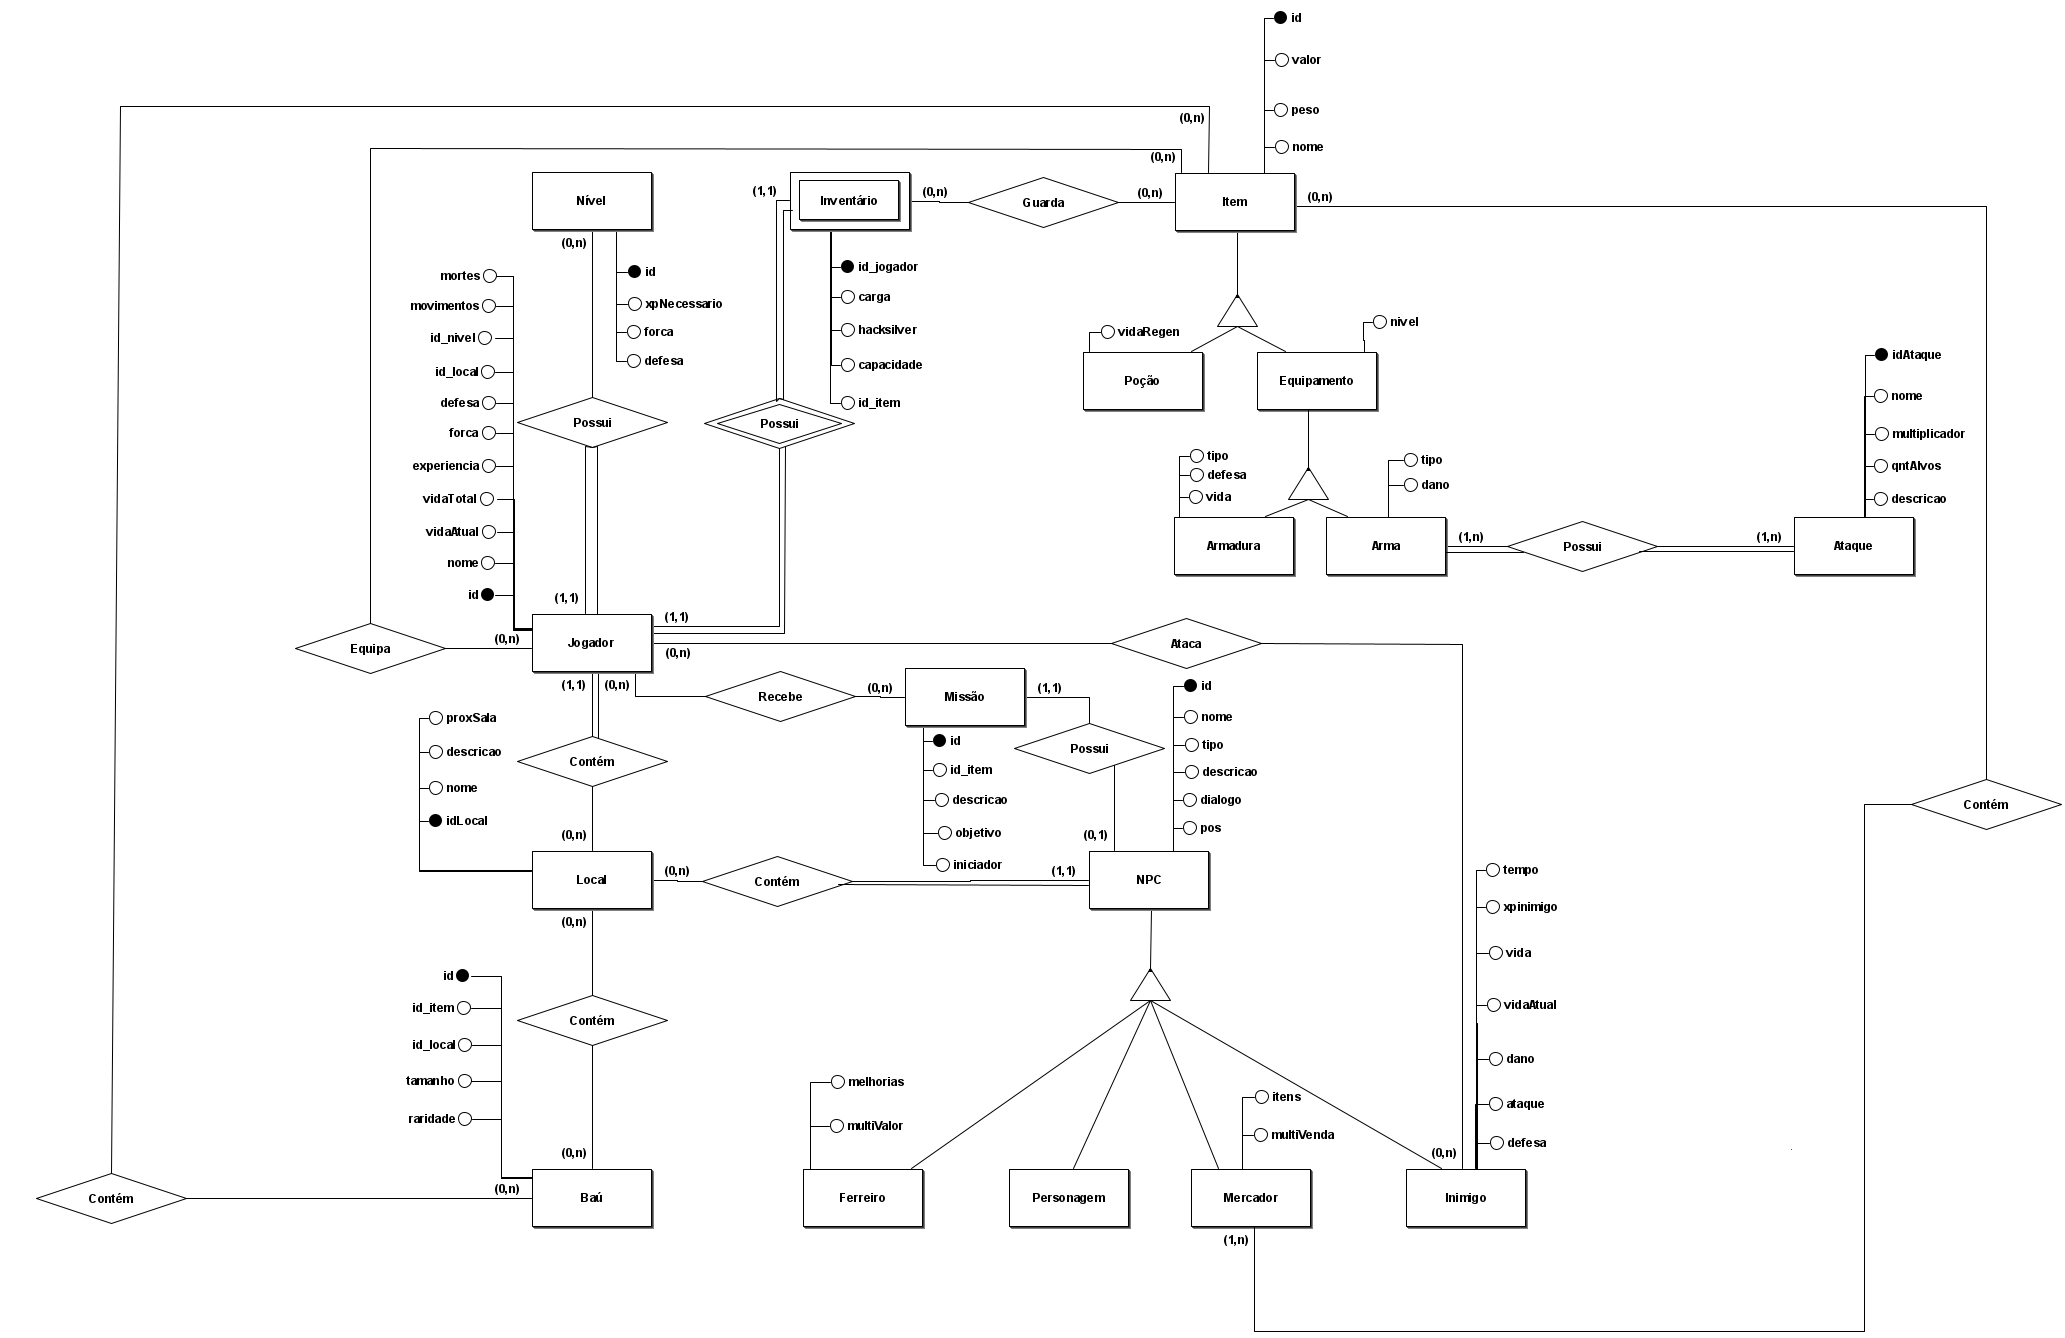 id
valor
peso
nome
(0,n)
(0,n)
Nível
(0,n)
id
xpNecessario
forca
defesa
(1,1)
Inventário
(0,n)
Guarda
(0,n)
Item
(0,n)
id_jogador
carga
hacksilver
capacidade
id_item
mortes
movimentos
id_nivel
id_local
defesa
forca
experiencia
vidaTotal
vidaAtual
nome
id
Possui
Possui
vidaRegen
Poção
nivel
Equipamento
tipo
defesa
vida
Armadura
tipo
dano
Arma
(1,n)
Possui
(1,n)
Ataque
idAtaque
nome
multiplicador
qntAlvos
descricao
(1,1)
(1,1)
Equipa
(0,n)
Jogador
(0,n)
Ataca
(1,1)
(0,n)
Recebe
(0,n)
Missão
(1,1)
id
id_item
descricao
objetivo
iniciador
Possui
(0,1)
id
nome
tipo
descricao
dialogo
pos
proxSala
descricao
nome
idLocal
Contém
(0,n)
Local
(0,n)
Contém
(1,1)
NPC
Contém
(0,n)
Contém
(0,n)
id
id_item
id_local
tamanho
raridade
tempo
xpinimigo
vida
vidaAtual
dano
ataque
defesa
melhorias
multiValor
itens
multiVenda
(0,n)
Contém
(0,n)
Baú
Ferreiro
Personagem
Mercador
Inimigo
(1,n)